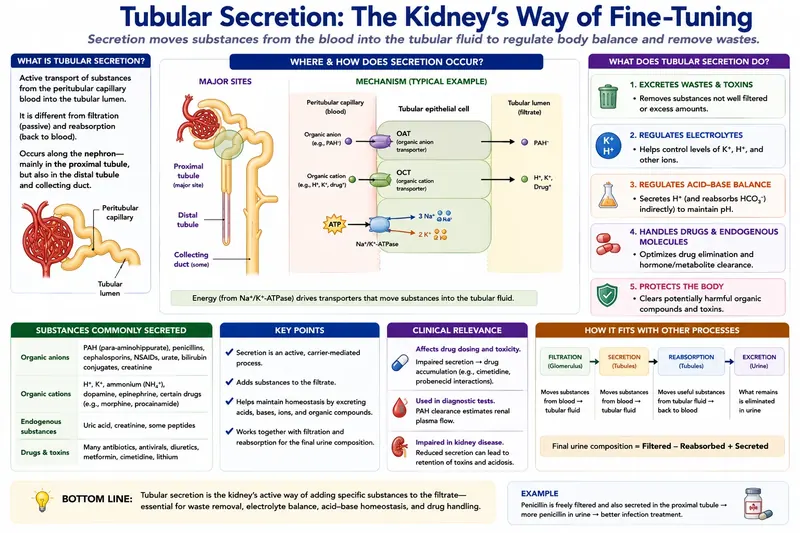 Tubular Secretion: The Kidney's Way of Fine-Tuning
Secretion moves substances from the blood into the tubular fluid to regulate body balance and remove wastes.
WHAT IS TUBULAR SECRETION?
Active transport of substances
from the peritubular capillary
blood into the tubular lumen.
It is different from filtration
(passive) and reabsorption
(back to blood).
Occurs along the nephron—
mainly in the proximal tubule,
but also in the distal tubule
and collecting duct.
Peritubular
capillary
Tubular
lumen
WHERE & HOW DOES SECRETION OCCUR?
MAJOR SITES
Proximal
tubule
(major site)
Distal
tubule
Collecting
duct (some)
MECHANISM (TYPICAL EXAMPLE)
Peritubular capillary
(blood)
Tubular epithelial cell
Tubular lumen
(filtrate)
Organic anion
(e.g., PAH⁻)
OAT
(organic anion
transporter)
PAH⁻
Organic cation
(e.g., H⁺, K, drug⁺)
OCT
(organic cation
transporter)
H⁺, K,
Drug⁺
ATP
3 Na⁺
2 K⁺
Na⁺/K⁺-ATPase
Energy (from Na⁺/K⁺-ATPase) drives transporters that move substances into the tubular fluid.
WHAT DOES TUBULAR SECRETION DO?
1. EXCRETES WASTES & TOXINS
• Removes substances not well filtered
or excess amounts.
K⁺
H⁺
2. REGULATES ELECTROLYTES
• Helps control levels of K⁺, H⁺, and
other ions.
3. REGULATES ACID–BASE BALANCE
• Secretes H⁺ (and reabsorbs HCO₃⁻)
indirectly) to maintain pH.
4. HANDLES DRUGS & ENDOGENOUS
MOLECULES
• Optimizes drug elimination and
hormone/metabolite clearance.
5. PROTECTS THE BODY
• Clears potentially harmful organic
compounds and toxins.
SUBSTANCES COMMONLY SECRETED
Organic anions
PAH (para-aminohippurate), penicillins,
cephalosporins, NSAIDs, urate, bilirubin
conjugates, creatinine
Organic cations
H⁺, K⁺, ammonium (NH₄⁺),
dopamine, epinephrine, certain drugs
(e.g., morphine, procainamide)
Endogenous
substances
Uric acid, creatinine, some peptides
Drugs & toxins
Many antibiotics, antivirals, diuretics,
metformin, cimetidine, lithium
KEY POINTS
✓ Secretion is an active, carrier-mediated
process.
✓ Adds substances to the filtrate.
✓ Helps maintain homeostasis by excreting
acids, bases, ions, and organic compounds.
✓ Works together with filtration and
reabsorption for the final urine composition.
CLINICAL RELEVANCE
Affects drug dosing and toxicity.
Impaired secretion → drug
accumulation (e.g., cimetidine,
probenecid interactions).
Used in diagnostic tests.
PAH clearance estimates renal
plasma flow.
Impaired in kidney disease.
Reduced secretion can lead to
retention of toxins and acidosis.
HOW IT FITS WITH OTHER PROCESSES
FILTRATION
(Glomerulus)
SECRETION
(Tubules)
REABSORPTION
(Tubules)
EXCRETION
(Urine)
Moves substances
from blood → tubular fluid
Moves substances
from blood → tubular fluid
Moves useful substances
from tubular fluid →
back to blood
What remains
is eliminated
in urine
Final urine composition = Filtered – Reabsorbed + Secreted
BOTTOM LINE:
Tubular secretion is the kidney's active way of adding specific substances to the filtrate—
essential for waste removal, electrolyte balance, acid–base homeostasis, and drug handling.
EXAMPLE
Penicillin is freely filtered and also secreted in the proximal tubule →
more penicillin in urine → better infection treatment.